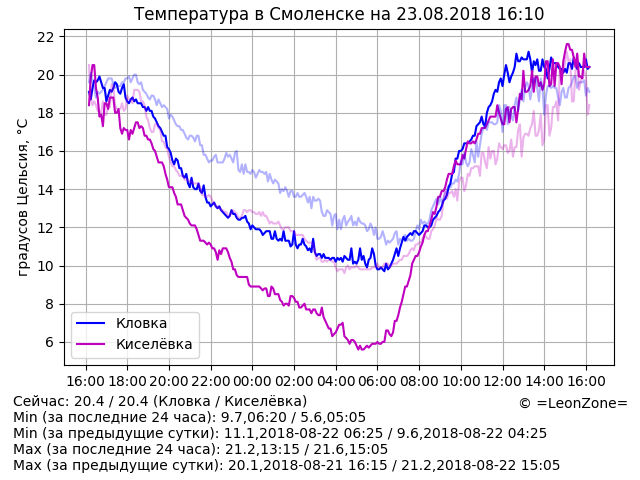 Температура в Смоленске на 23.08.2018 16:10
градусов Цельсия, °C
22
20
18
16
14
12
10
8
6
Кловка
Киселёвка
16:00 18:00 20:00 22:00 00:00 02:00 04:00 06:00 08:00 10:00 12:00 14:00 16:00
Сейчас: 20.4 / 20.4 (Кловка / Киселёвка)
© =LeonZone=
Min (за последние 24 часа): 9.7,06:20 / 5.6,05:05
Min (за предыдущие сутки): 11.1,2018-08-22 06:25 / 9.6,2018-08-22 04:25
Max (за последние 24 часа): 21.2,13:15 / 21.6,15:05
Max (за предыдущие сутки): 20.1,2018-08-21 16:15 / 21.2,2018-08-22 15:05